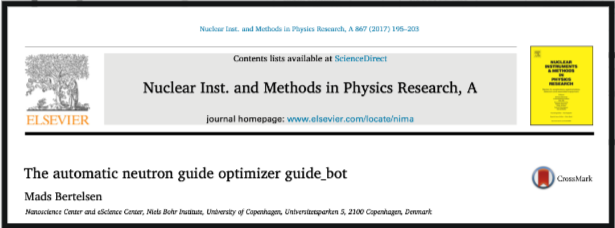 Nuclear Inst. and Methods in Physics Research, A 867 (2017) 195–203
Contents lists available at ScienceDirect
Nuclear Inst. and Methods in Physics Research, A
journal homepage: www.elsevier.com/locate/nima
ELSEVIER
NUCLEAR
INSTRUMENTS
& METHODS
IN
PHYSICS
RESEARCH
The automatic neutron guide optimizer guide_bot
CrossMark
Mads Bertelsen
Nanoscience Center and eScience Center, Niels Bohr Institute, University of Copenhagen, Universitetsparken 5, 2100 Copenhagen, Denmark